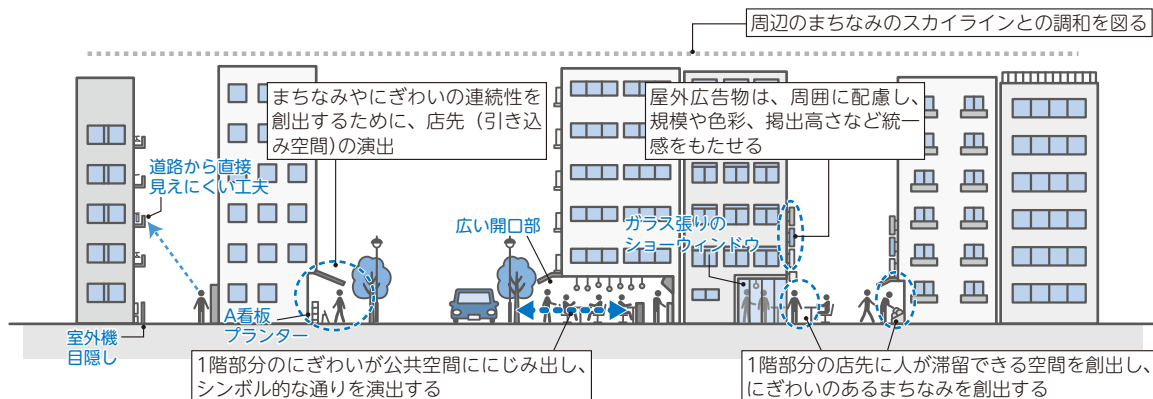 周辺のまちなみのスカイラインとの調和を図る
まちなみやにぎわいの連続性を
創出するために、店先（引き込
み空間）の演出
屋外広告物は、周囲に配慮し、
規模や色彩、掲出高さなど統一
感をもたせる
道路から直接
見えにくい工夫
広い開口部
ガラス張りの
ショーウィンドウ
A看板
プランター
室外機
目隠し
1階部分のにぎわいが公共空間ににじみ出し、
シンボル的な通りを演出する
1階部分の店先に人が滞留できる空間を創出し、
にぎわいのあるまちなみを創出する